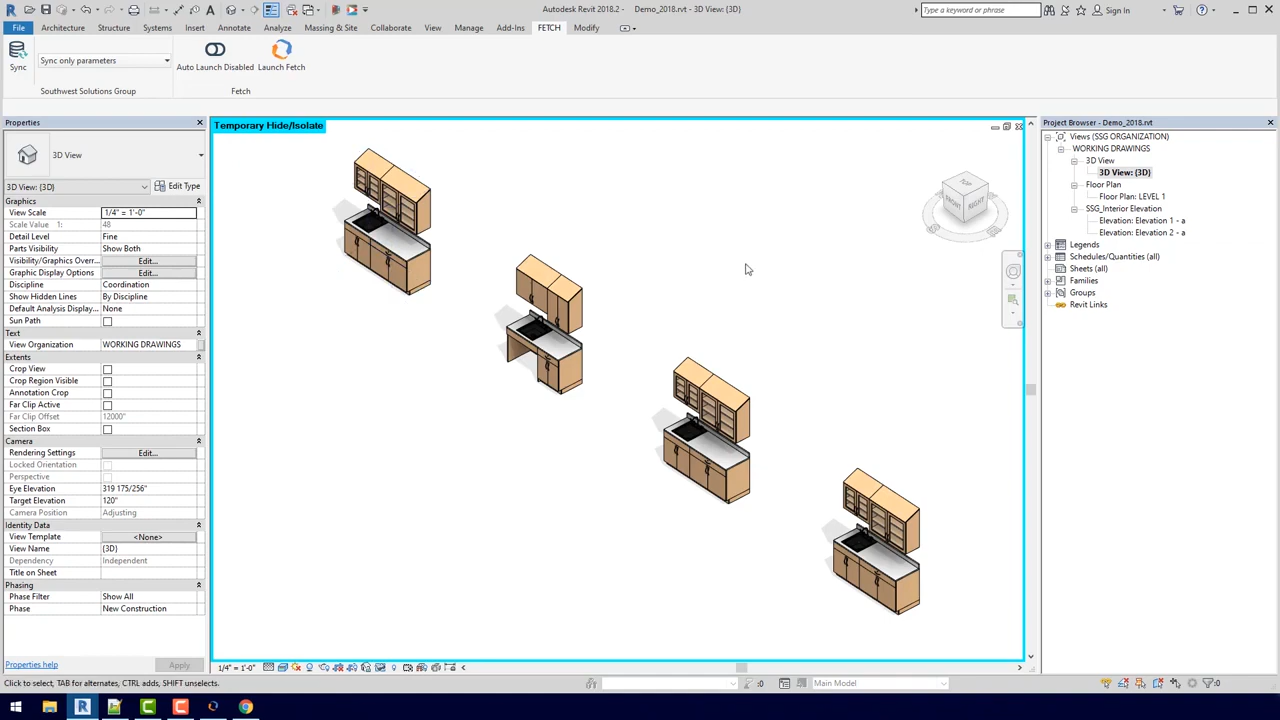 Autodesk Revit 2018.2 - Demo_2018.rvt - 3D View: {3D}
Type a keyword or phrase
Sign In
File Architecture Structure Systems Insert Annotate Analyze Massing & Site Collaborate View Manage Add-Ins FETCH Modify
Sync only parameters
Sync
Auto Launch Disabled Launch Fetch
Southwest Solutions Group
Fetch
Properties
3D View
3D View: {3D}
Edit Type
Graphics
View Scale 1/4" = 1'-0"
Scale Value 1: 48
Detail Level Fine
Parts Visibility Show Both
Visibility/Graphics Over... Edit...
Graphic Display Options Edit...
Discipline Coordination
Show Hidden Lines By Discipline
Default Analysis Display... None
Sun Path
Text
View Organization WORKING DRAWINGS
Extents
Crop View
Crop Region Visible
Annotation Crop
Far Clip Active
Far Clip Offset 12000"
Section Box
Camera
Rendering Settings Edit...
Locked Orientation
Perspective
Eye Elevation 319 175/256"
Target Elevation 120"
Camera Position Adjusting
Identity Data
View Template <None>
View Name {3D}
Dependency Independent
Title on Sheet
Phasing
Phase Filter Show All
Phase New Construction
Properties help
Apply
Temporary Hide/Isolate
TOP
FRONT
RIGHT
1/4" = 1'-0"
Project Browser - Demo_2018.rvt
Views (SSG ORGANIZATION)
WORKING DRAWINGS
3D View
3D View: {3D}
Floor Plan
Floor Plan: LEVEL 1
SSG_Interior Elevation
Elevation: Elevation 1 - a
Elevation: Elevation 2 - a
Legends
Schedules/Quantities (all)
Sheets (all)
Families
Groups
Revit Links
Click to select, TAB for alternates, CTRL adds, SHIFT unselects.
:0
Main Model
:0